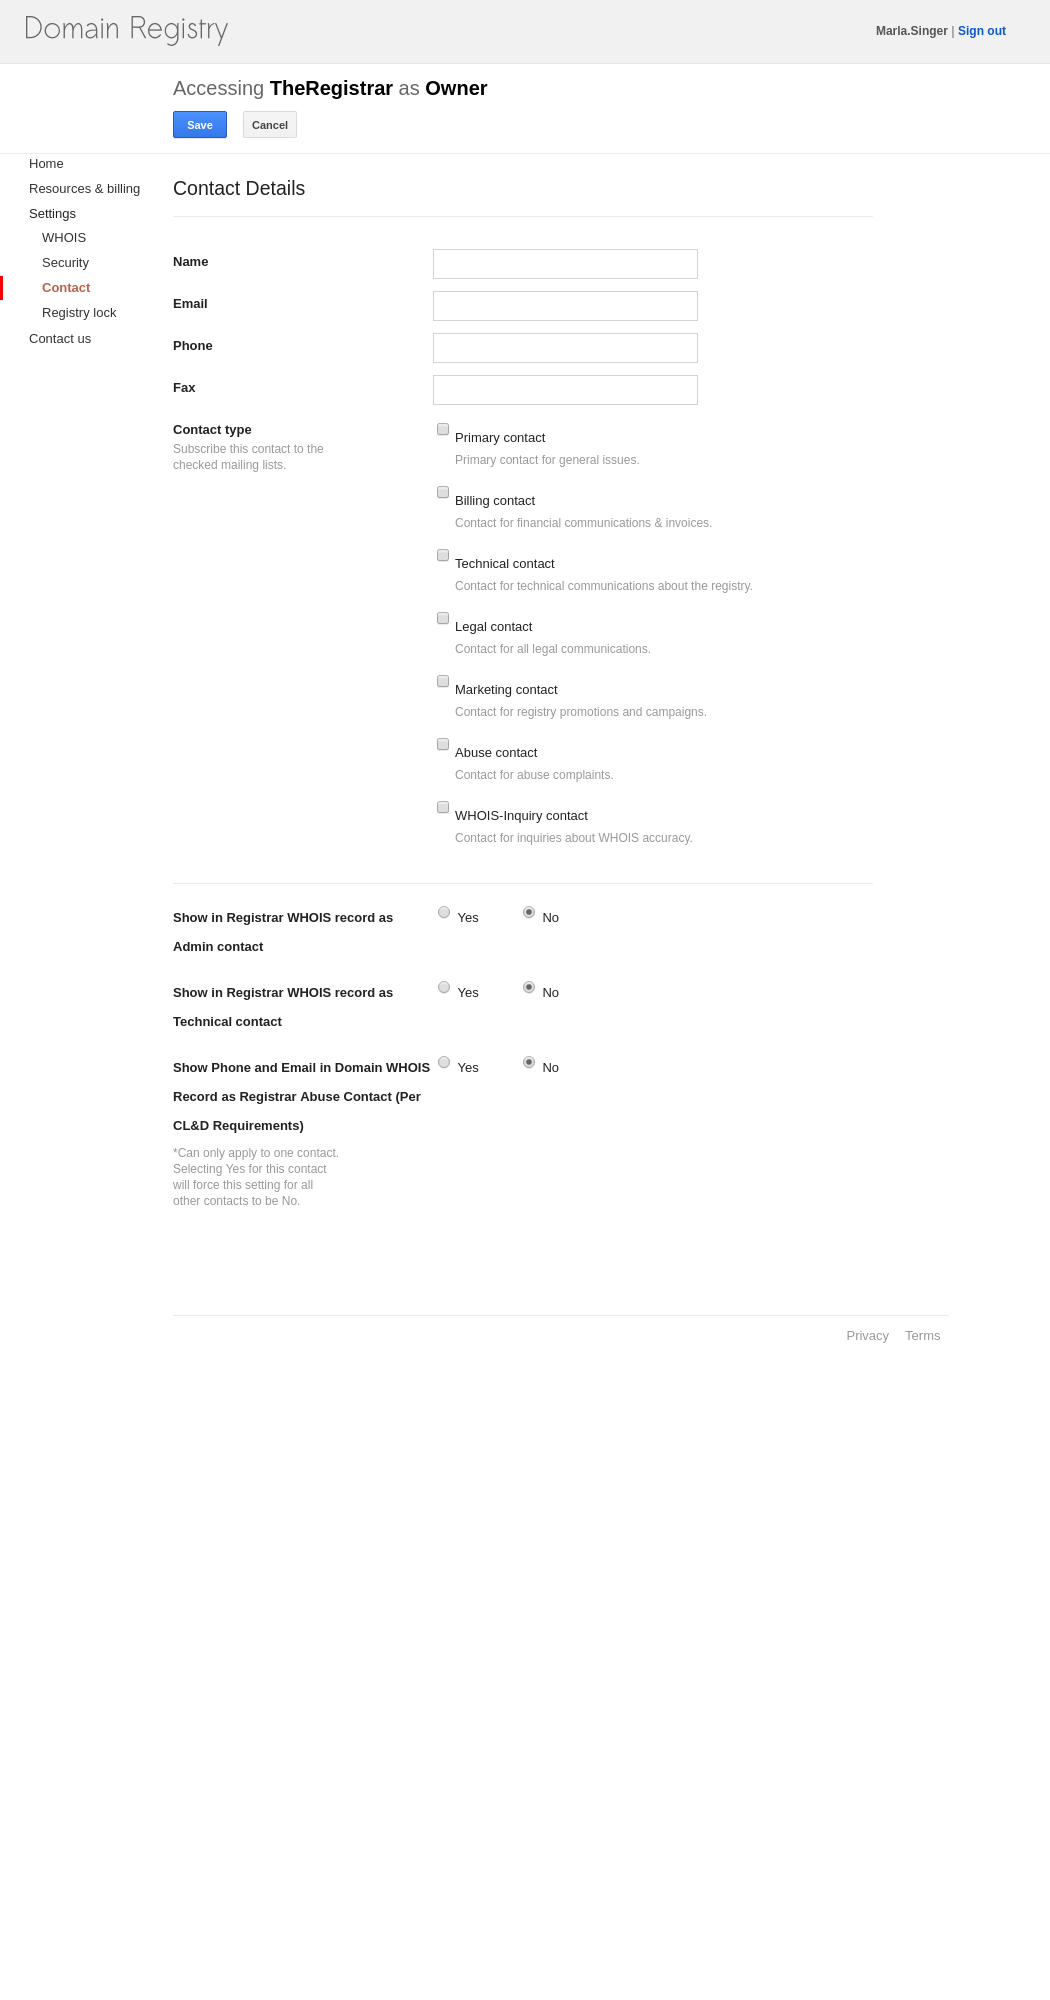 Domain Registry
Marla.Singer | Sign out
Accessing TheRegistrar as Owner
Save
Cancel
Home
Resources & billing
Settings
WHOIS
Security
Contact
Registry lock
Contact us
Contact Details
Name
Email
Phone
Fax
Contact type
Subscribe this contact to the
checked mailing lists.
Primary contact
Primary contact for general issues.
Billing contact
Contact for financial communications & invoices.
Technical contact
Contact for technical communications about the registry.
Legal contact
Contact for all legal communications.
Marketing contact
Contact for registry promotions and campaigns.
Abuse contact
Contact for abuse complaints.
WHOIS-Inquiry contact
Contact for inquiries about WHOIS accuracy.
Show in Registrar WHOIS record as
Admin contact
Yes
No
Show in Registrar WHOIS record as
Technical contact
Yes
No
Show Phone and Email in Domain WHOIS
Record as Registrar Abuse Contact (Per
CL&D Requirements)
Yes
No
*Can only apply to one contact.
Selecting Yes for this contact
will force this setting for all
other contacts to be No.
Privacy
Terms